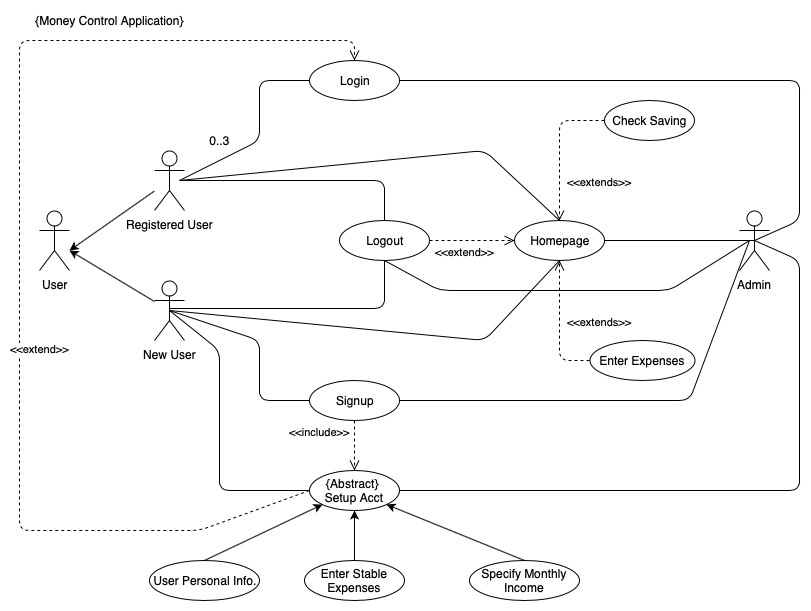 {Money Control Application}
Login
Check Saving
0..3
<<extends>>
Registered User
Logout
Homepage
<<extend>>
User
Admin
<<extends>>
New User
<<extend>>
Enter Expenses
Signup
<<include>>
{Abstract}
Setup Acct
User Personal Info.
Enter Stable
Expenses
Specify Monthly
Income